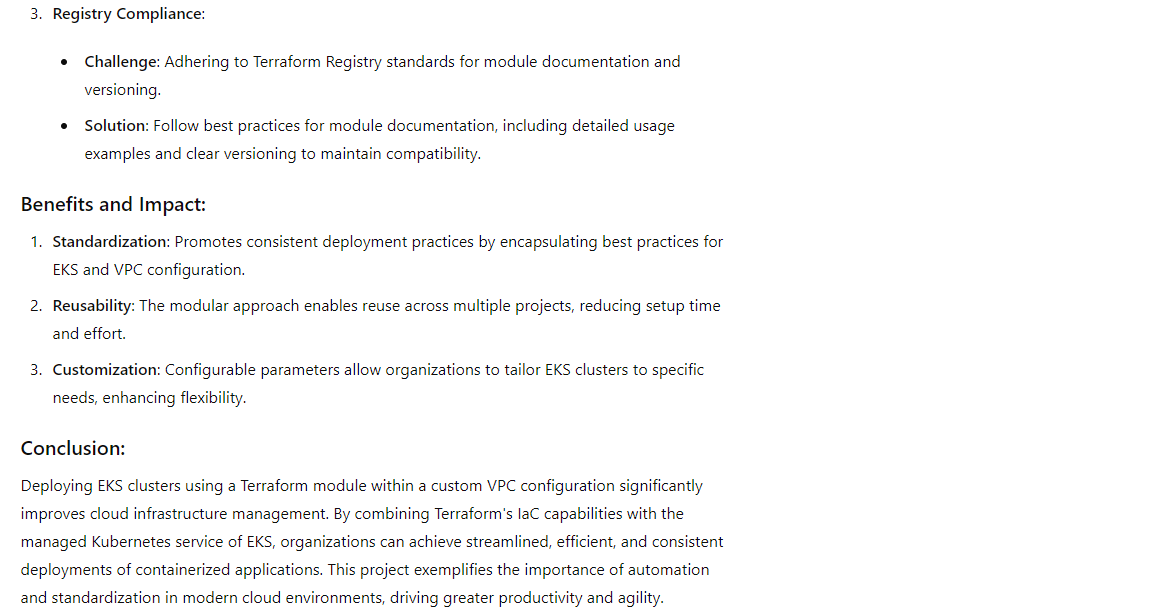 3. Registry Compliance:
• Challenge: Adhering to Terraform Registry standards for module documentation and
versioning.
• Solution: Follow best practices for module documentation, including detailed usage
examples and clear versioning to maintain compatibility.
Benefits and Impact:
1. Standardization: Promotes consistent deployment practices by encapsulating best practices for
EKS and VPC configuration.
2. Reusability: The modular approach enables reuse across multiple projects, reducing setup time
and effort.
3. Customization: Configurable parameters allow organizations to tailor EKS clusters to specific
needs, enhancing flexibility.
Conclusion:
Deploying EKS clusters using a Terraform module within a custom VPC configuration significantly
improves cloud infrastructure management. By combining Terraform's IaC capabilities with the
managed Kubernetes service of EKS, organizations can achieve streamlined, efficient, and consistent
deployments of containerized applications. This project exemplifies the importance of automation
and standardization in modern cloud environments, driving greater productivity and agility.